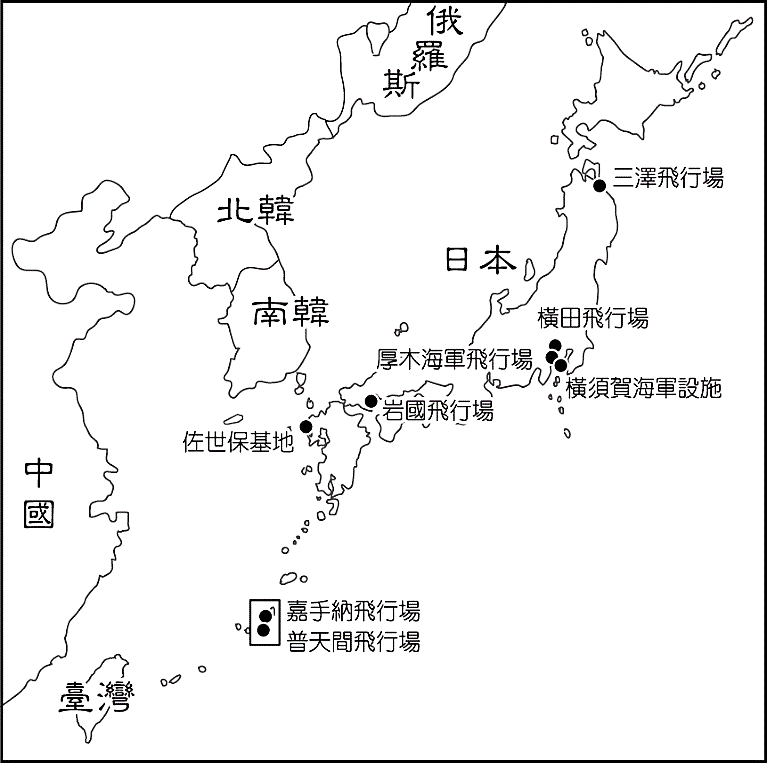 俄
羅
斯
三澤飛行場
北韓
日本
南韓
橫田飛行場
厚木海軍飛行場
橫須賀海軍設施
岩國飛行場
佐世保基地
中
國
嘉手納飛行場
普天間飛行場
臺灣